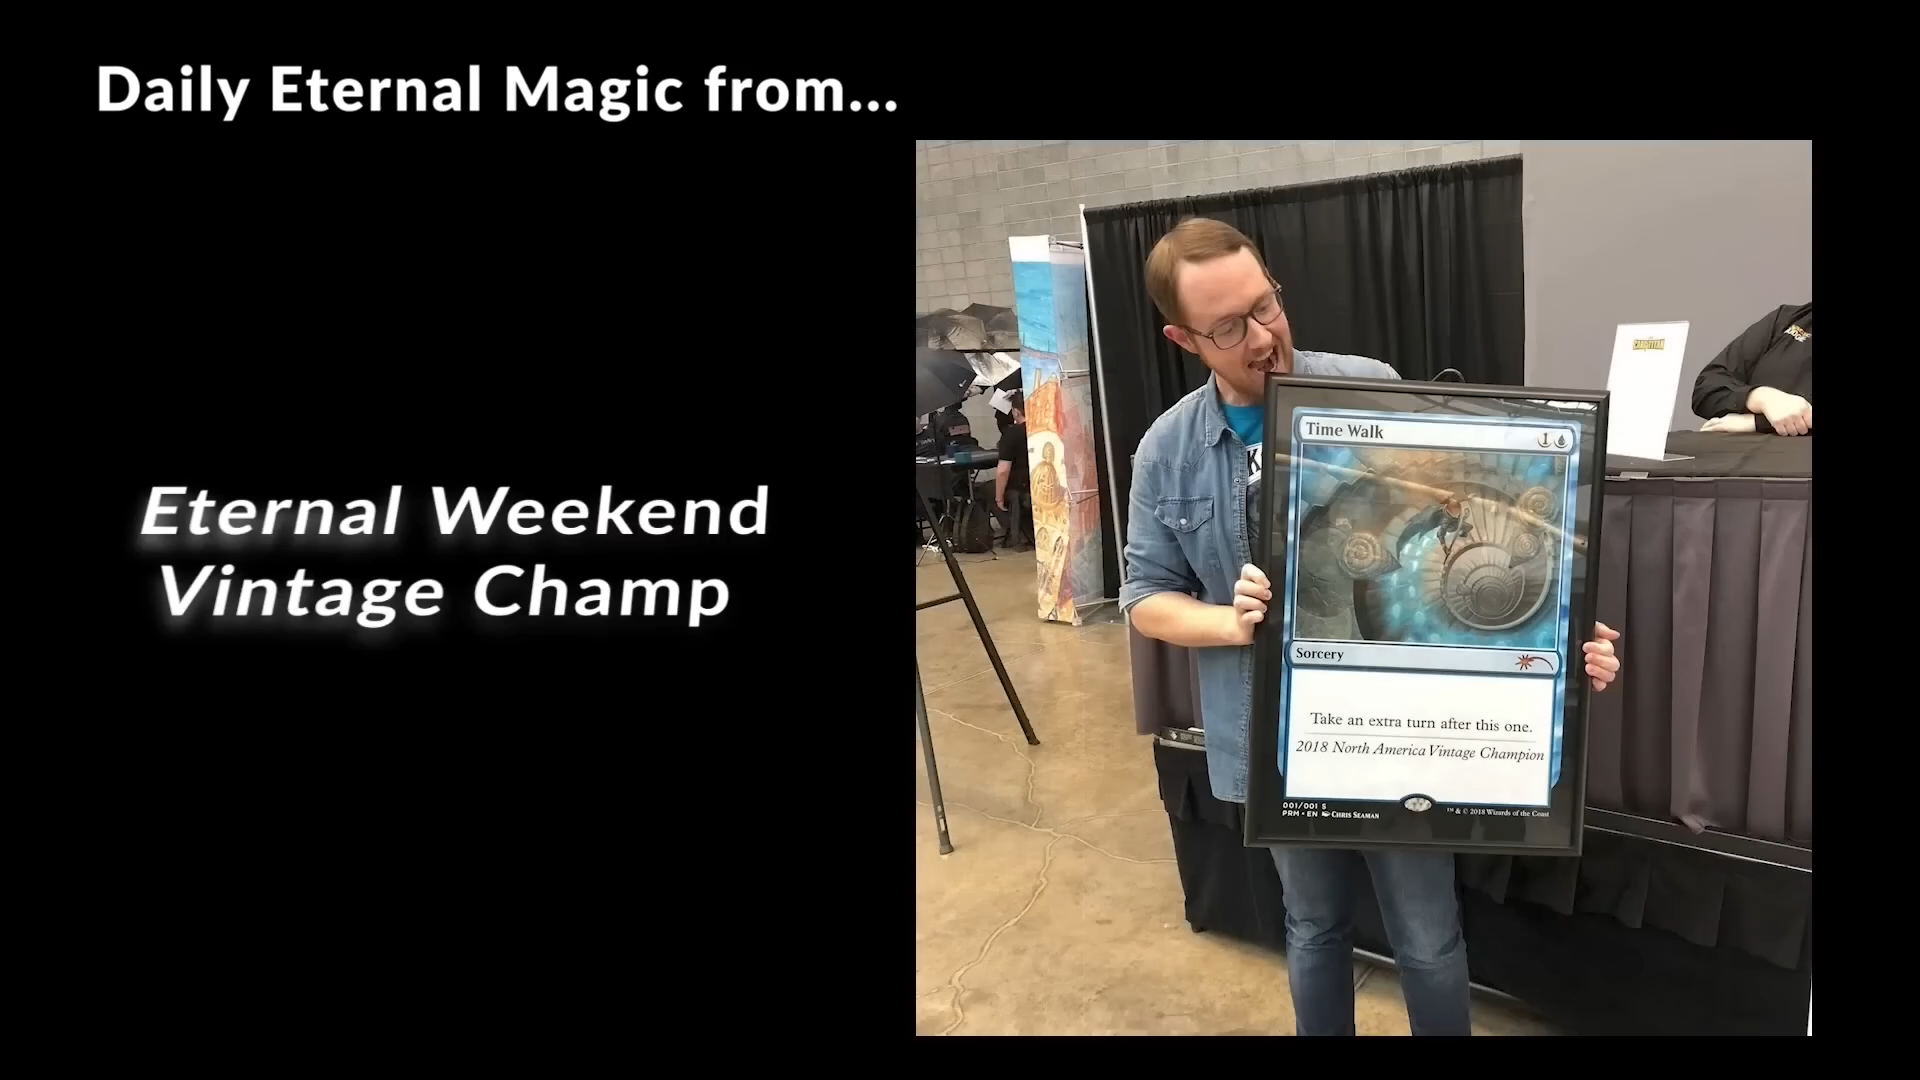 Daily Eternal Magic from...
Eternal Weekend
Vintage Champ
Time Walk 1
Sorcery
Take an extra turn after this one.
2018 North America Vintage Champion
001/001 S
PRM • EN CHRIS SEAMAN
™ & © 2018 Wizards of the Coast